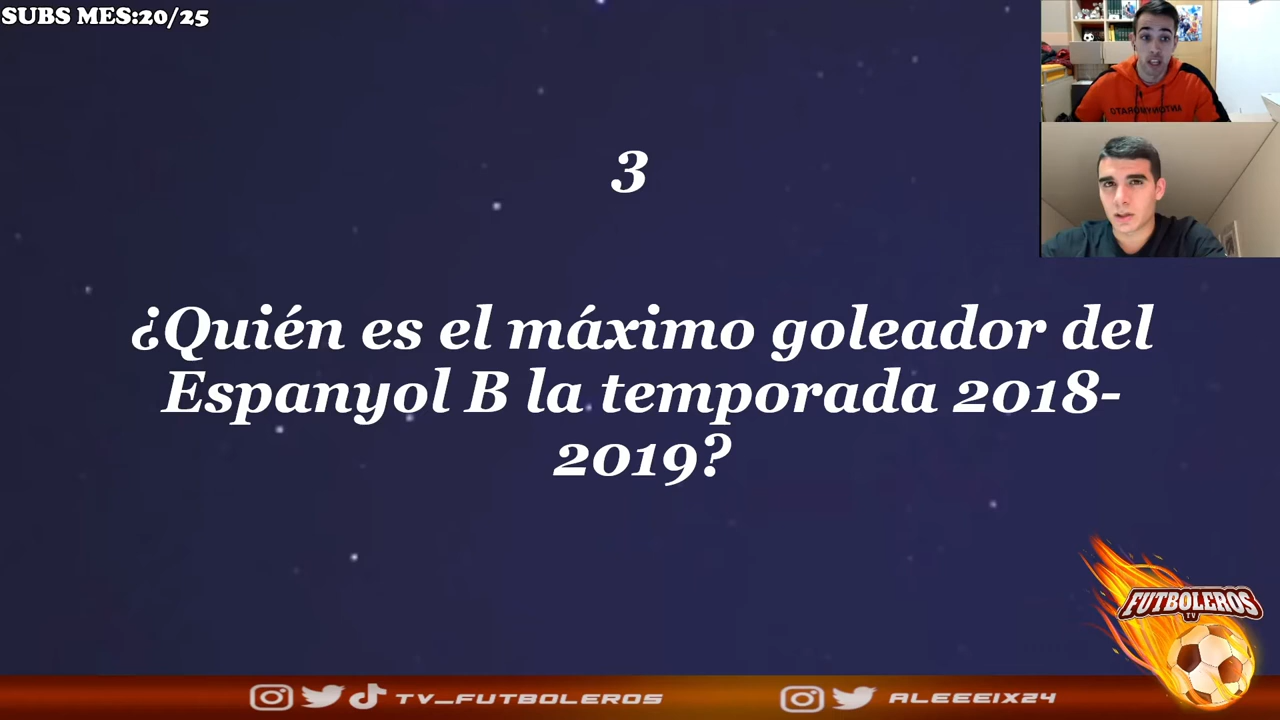 SUBS MES:20/25
ANTONYMORATO
3
¿Quién es el máximo goleador del
Espanyol B la temporada 2018-
2019?
FUTBOLEROS
TV
TV_FUTBOLEROS
ALEEEIX24